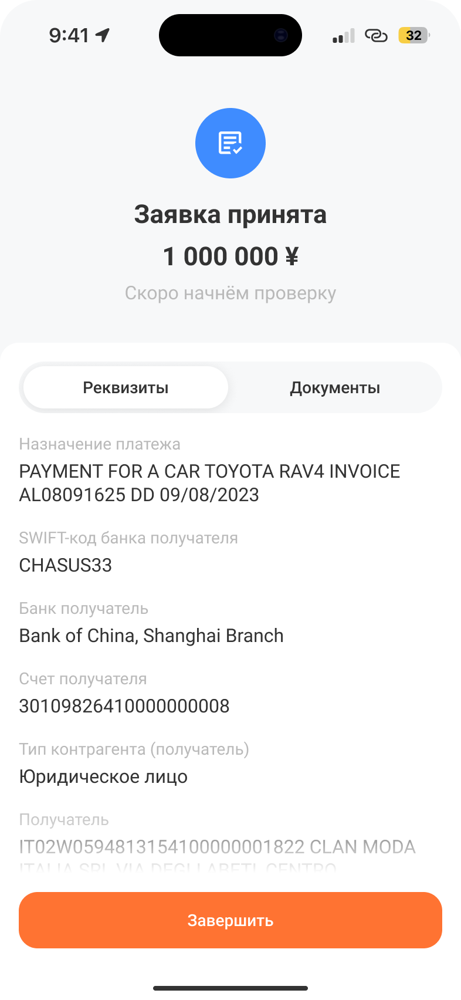 9:41
32
Заявка принята
1 000 000 ¥
Скоро начнём проверку
Реквизиты
Документы
Назначение платежа
PAYMENT FOR A CAR TOYOTA RAV4 INVOICE
AL08091625 DD 09/08/2023
SWIFT-код банка получателя
CHASUS33
Банк получатель
Bank of China, Shanghai Branch
Счет получателя
30109826410000000008
Тип контрагента (получатель)
Юридическое лицо
Получатель
IT02W0594813154100000001822 CLAN MODA
ITALIA SRL VIA DEGLI ABETI, CENTRO
Завершить